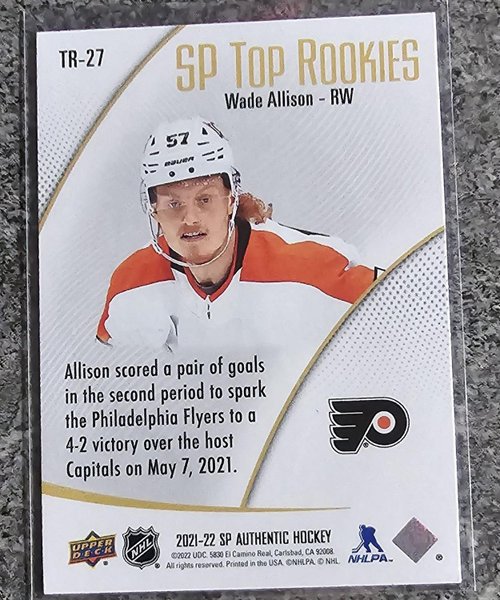 TR-27
SP TOP ROOKIES
Wade Allison - RW
57
BAUER
Allison scored a pair of goals
in the second period to spark
the Philadelphia Flyers to a
4-2 victory over the host
Capitals on May 7, 2021.
UPPER DECK
NHL
2021-22 SP AUTHENTIC HOCKEY
©2022 UDC. 5830 El Camino Real, Carlsbad, CA 92008.
All rights reserved. Printed in the USA. ©NHLPA. © NHL.
NHLPA
®